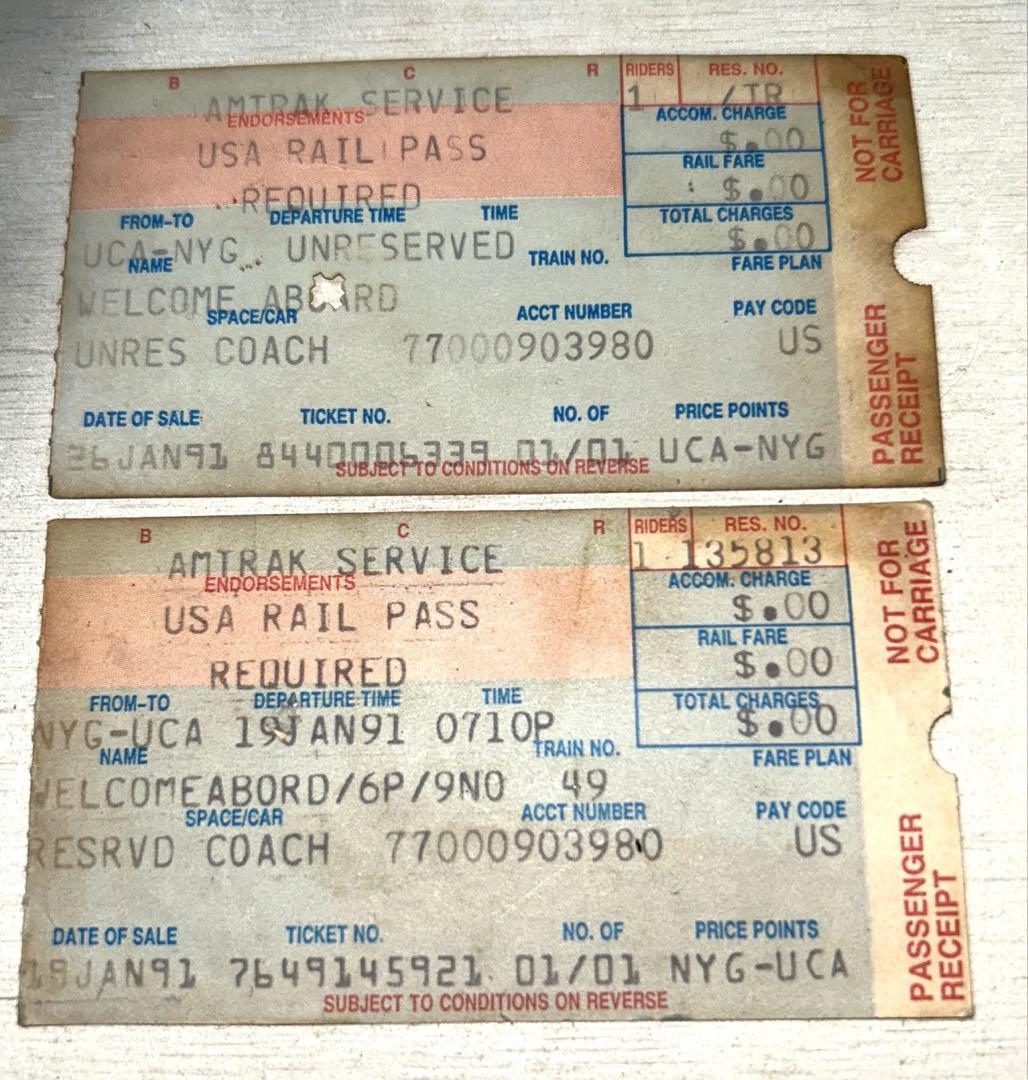 B C R RIDERS RES. NO.
AMTRAK SERVICE 1 /TR
ENDORSEMENTS ACCOM. CHARGE
$.00
USA RAIL PASS RAIL FARE
REQUIRED $.00
FROM-TO DEPARTURE TIME TIME TOTAL CHARGES
UCA-NYG UNRESERVED $.00
NAME TRAIN NO. FARE PLAN
WELCOME ABOARD
SPACE/CAR ACCT NUMBER PAY CODE
UNRES COACH 77000903980 US
DATE OF SALE TICKET NO. NO. OF PRICE POINTS
26JAN91 8440006339 01/01 UCA-NYG
SUBJECT TO CONDITIONS ON REVERSE
NOT FOR
CARRIAGE
PASSENGER
RECEIPT
B C R RIDERS RES. NO.
AMTRAK SERVICE 1 135813
ENDORSEMENTS ACCOM. CHARGE
USA RAIL PASS $.00
RAIL FARE
REQUIRED $.00
FROM-TO DEPARTURE TIME TIME TOTAL CHARGES
NYG-UCA 19JAN91 0710P $.00
NAME TRAIN NO. FARE PLAN
WELCOMEABORD/6P/9NO 49
SPACE/CAR ACCT NUMBER PAY CODE
RESRVD COACH 77000903980 US
DATE OF SALE TICKET NO. NO. OF PRICE POINTS
19JAN91 7649145921 01/01 NYG-UCA
SUBJECT TO CONDITIONS ON REVERSE
NOT FOR
CARRIAGE
PASSENGER
RECEIPT